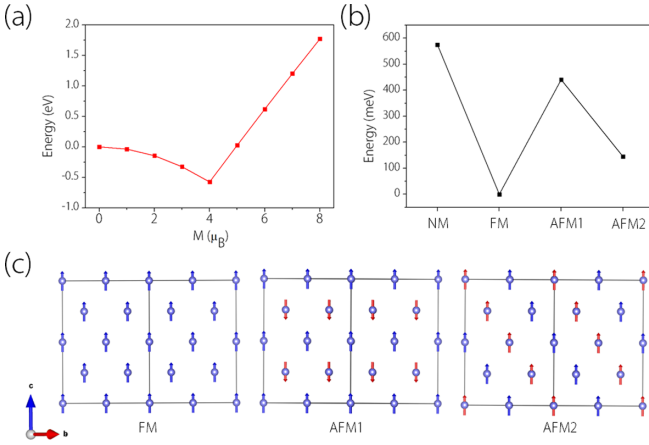 (a)
2.0
1.5
1.0
0.5
0.0
-0.5
-1.0
Energy (eV)
0 2 4 6 8
M (μB)
(b)
600
500
400
300
200
100
0
Energy (meV)
NM FM AFM1 AFM2
(c)
c
b
FM AFM1 AFM2